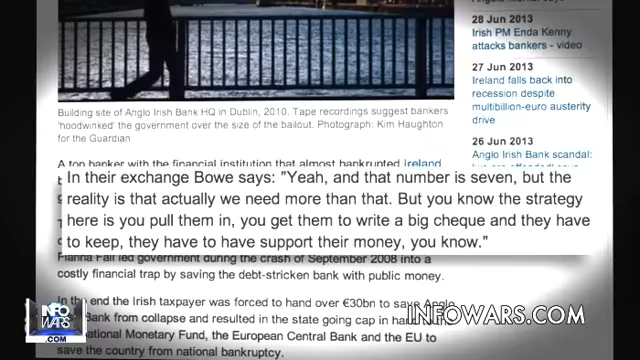 28 Jun 2013
Irish PM Enda Kenny
attacks bankers - video
27 Jun 2013
Ireland falls back into
recession despite
multibillion-euro austerity
drive
26 Jun 2013
Anglo Irish Bank scandal:
Building site of Anglo Irish Bank HQ in Dublin, 2010. Tape recordings suggest bankers
'hoodwinked' the government over the size of the bailout. Photograph: Kim Haughton
for the Guardian
A top banker with the financial institution that almost bankrupted Ireland
In their exchange Bowe says: "Yeah, and that number is seven, but the
reality is that actually we need more than that. But you know the strategy
here is you pull them in, you get them to write a big cheque and they have
to keep, they have to have support their money, you know."
Fianna Fáil led government during the crash of September 2008 into a
costly financial trap by saving the debt-stricken bank with public money.
In the end the Irish taxpayer was forced to hand over €30bn to save Anglo
Bank from collapse and resulted in the state going cap in hand
Monetary Fund, the European Central Bank and the EU to
save the country from national bankruptcy.
INFO
WARS
.COM
INFOWARS.COM